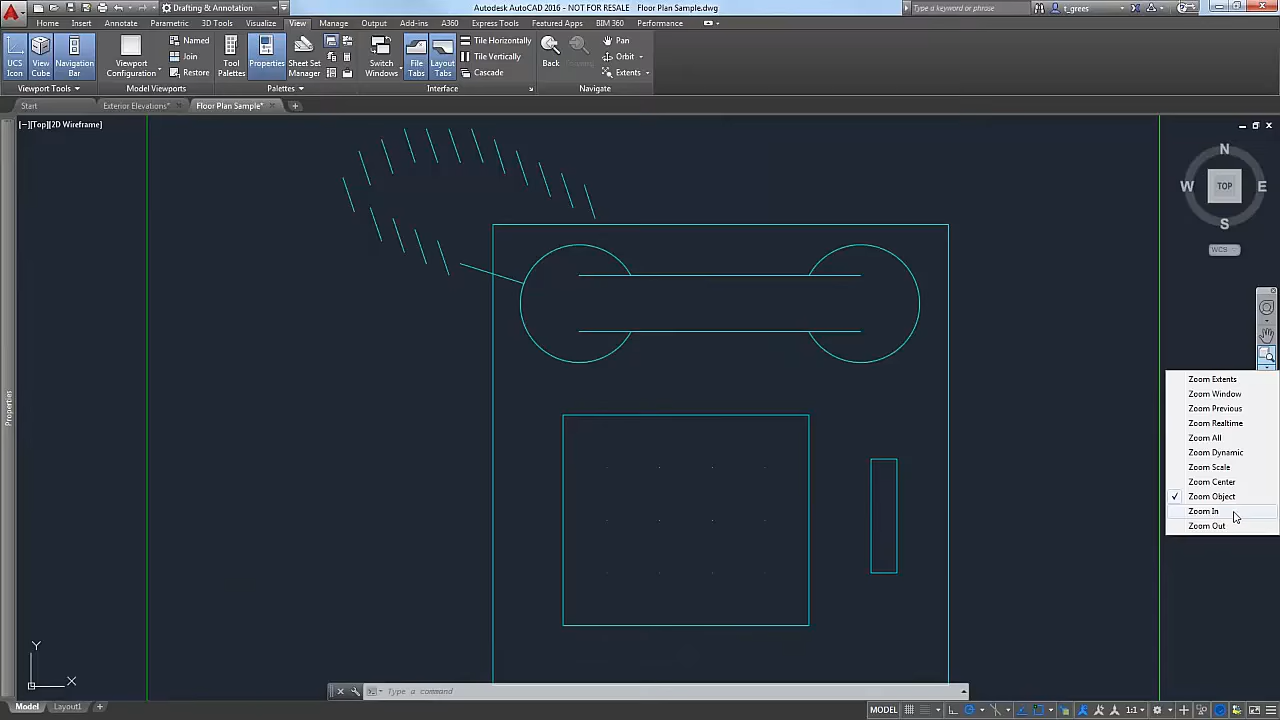 Drafting & Annotation
Autodesk AutoCAD 2016 - NOT FOR RESALE Floor Plan Sample.dwg
Type a keyword or phrase
t_grees
Home Insert Annotate Parametric 3D Tools Visualize View Manage Output Add-ins A360 Express Tools Featured Apps BIM 360 Performance
UCS Icon
View Cube
Navigation Bar
Viewport Tools
Viewport Configuration
Named
Join
Restore
Model Viewports
Tool Palettes
Properties
Sheet Set Manager
Palettes
Switch Windows
File Tabs
Layout Tabs
Tile Horizontally
Tile Vertically
Cascade
Interface
Back
Pan
Orbit
Extents
Navigate
Start Exterior Elevations* Floor Plan Sample*
[−][Top][2D Wireframe]
N
W TOP E
S
WCS
Zoom Extents
Zoom Window
Zoom Previous
Zoom Realtime
Zoom All
Zoom Dynamic
Zoom Scale
Zoom Center
Zoom Object
Zoom In
Zoom Out
Properties
Y
X
Type a command
Model Layout1
MODEL 1:1